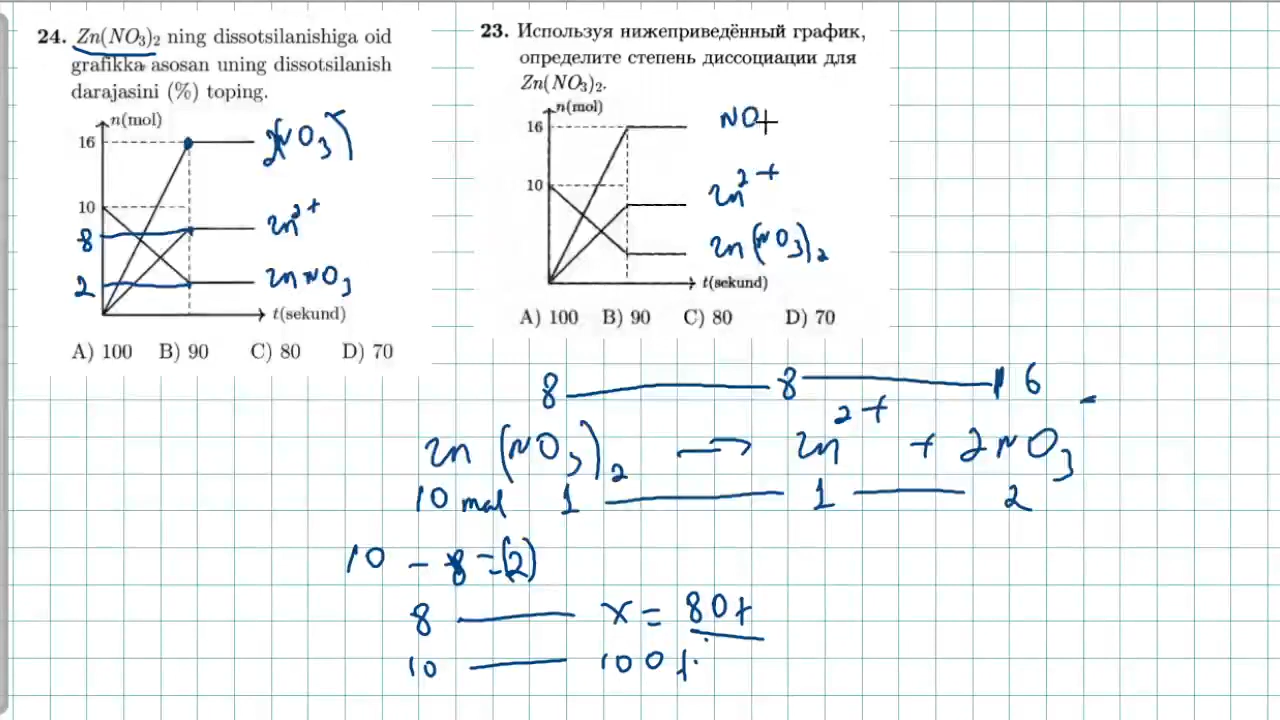 24. Zn(NO₃)₂ ning dissotsilanishiga oid
grafikka asosan uning dissotsilanish
darajasini (%) toping.
n(mol)
16
2(NO₃)
10
8
Zn²⁺
2
ZnNO₃
t(sekund)
A) 100 B) 90 C) 80 D) 70
23. Используя нижеприведённый график,
определите степень диссоциации для
Zn(NO₃)₂.
n(mol)
16
NO
10
Zn²⁺
Zn(NO₃)₂
t(sekund)
A) 100 B) 90 C) 80 D) 70
8 — 8 — 16
Zn(NO₃)₂ → Zn²⁺ + 2NO₃⁻
10 mol 1 — 1 — 2
10 - 8 = (2)
8 — x = 80%
10 — 100%